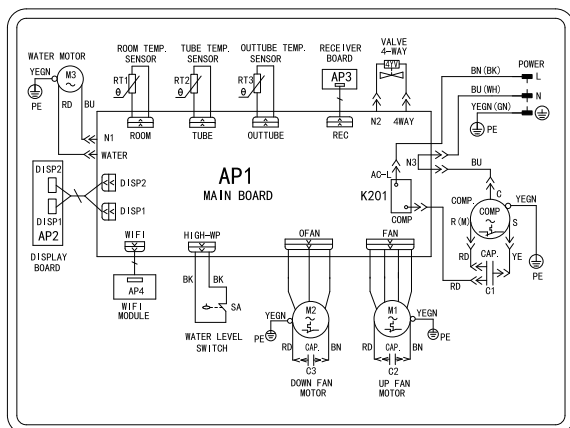 WATER MOTOR
ROOM TEMP.
SENSOR
TUBE TEMP.
SENSOR
OUTTUBE TEMP.
SENSOR
RECEIVER
BOARD
VALVE
4-WAY
4YV
AP3
YEGN
M3
~
PE
RD
BU
RT1
θ
RT2
θ
RT3
θ
BN(BK)
POWER
L
BU(WH)
N
YEGN(GN)
PE
N1
WATER
ROOM
TUBE
OUTTUBE
REC
N2
4WAY
DISP2
DISP1
AP2
DISPLAY
BOARD
DISP2
DISP1
AP1
MAIN BOARD
AC-L
K201
COMP
N3
BU
C
COMP.
COMP
R(M)
S
YEGN
PE
RD
YE
CAP.
C1
RD
WIFI
AP4
WIFI
MODULE
HIGH-WP
BK
BK
SA
WATER LEVEL
SWITCH
OFAN
YEGN
PE
M2
~
RD
CAP.
BN
C3
DOWN FAN
MOTOR
FAN
M1
~
YEGN
PE
RD
CAP.
BN
C2
UP FAN
MOTOR